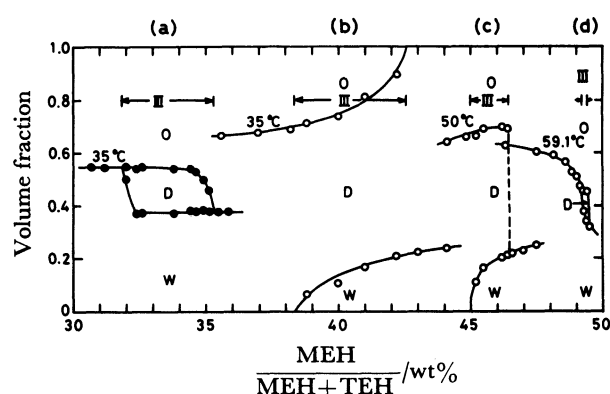 (a) (b) (c) (d)
1.0
0.8
0.6
0.4
0.2
0
Volume fraction
III
O
35°C
D
W
O
III
35°C
D
W
O
III
50°C
D
W
III
O
59.1°C
D
W
30 35 40 45 50
MEH
MEH+TEH /wt%